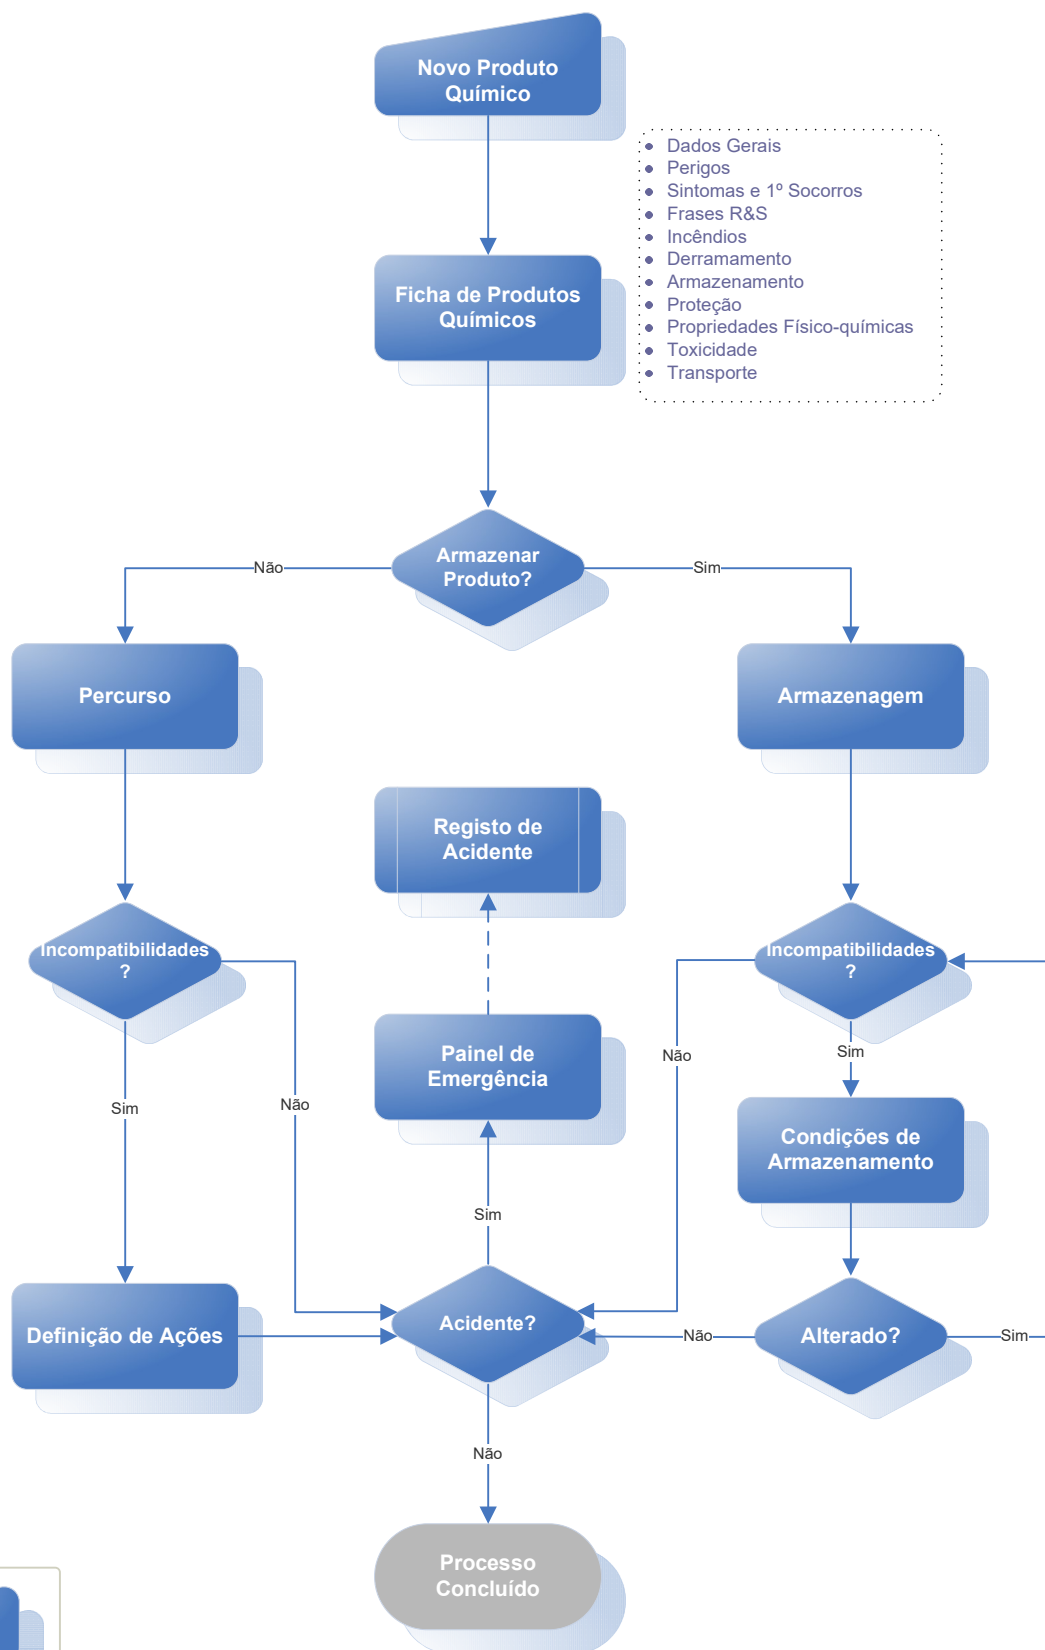 Novo Produto
Químico
Dados Gerais
Perigos
Sintomas e 1º Socorros
Frases R&S
Incêndios
Derramamento
Armazenamento
Proteção
Propriedades Físico-químicas
Toxicidade
Transporte
Ficha de Produtos
Químicos
Armazenar
Produto?
Não
Sim
Percurso
Armazenagem
Registo de
Acidente
Incompatibilidades
?
Incompatibilidades
?
Painel de
Emergência
Não
Sim
Sim
Não
Condições de
Armazenamento
Sim
Definição de Ações
Acidente?
Não
Alterado?
Sim
Não
Processo
Concluído